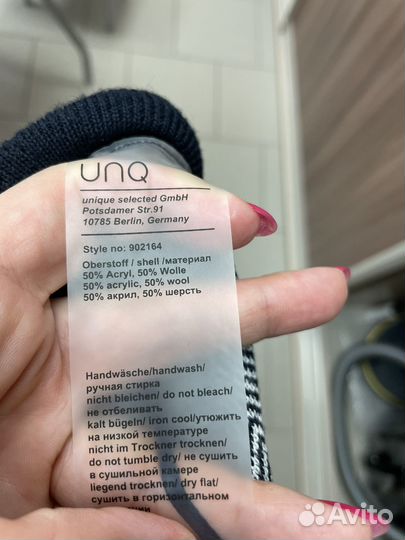 UNQ
unique selected GmbH
Potsdamer Str.91
10785 Berlin, Germany
Style no: 902164
Oberstoff / shell /материал
50% Acryl, 50% Wolle
50% acrylic, 50% wool
50% акрил, 50% шерсть
Handwäsche/handwash/
ручная стирка
nicht bleichen/ do not bleach/
не отбеливать
kalt bügeln/ iron cool/утюжить
на низкой температуре
nicht im Trockner trocknen/
do not tumble dry/ не сушить
в сушильной камере
liegend trocknen/ dry flat/
сушить в горизонтальном
Avito